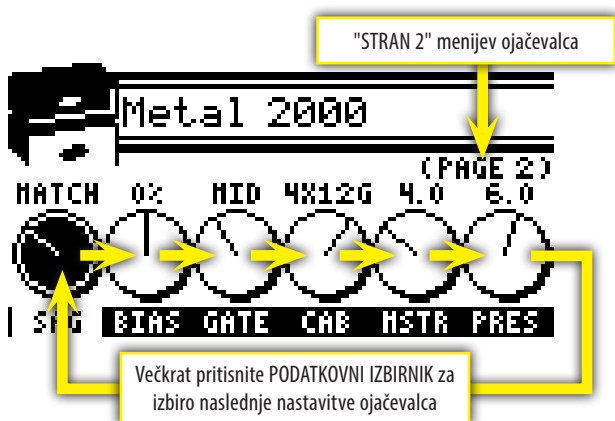 "STRAN 2" menijev ojačevalca
Metal 2000
(PAGE 2)
MATCH 0% MID 4X12G 4.0 6.0
SAG BIAS GATE CAB MSTR PRES
Večkrat pritisnite PODATKOVNI IZBIRNIK za
izbiro naslednje nastavitve ojačevalca